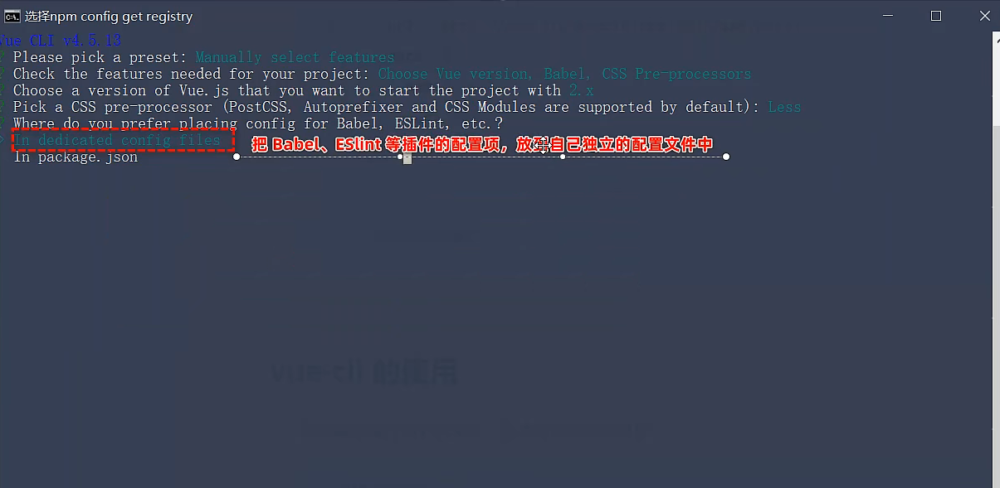 选择npm config get registry
Vue CLI v4.5.13
? Please pick a preset: Manually select features
? Check the features needed for your project: Choose Vue version, Babel, CSS Pre-processors
? Choose a version of Vue.js that you want to start the project with 2.x
? Pick a CSS pre-processor (PostCSS, Autoprefixer and CSS Modules are supported by default): Less
? Where do you prefer placing config for Babel, ESLint, etc.?
> In dedicated config files 把 Babel、ESlint 等插件的配置项，放到自己独立的配置文件中
In package.json
vue-cli 的使用